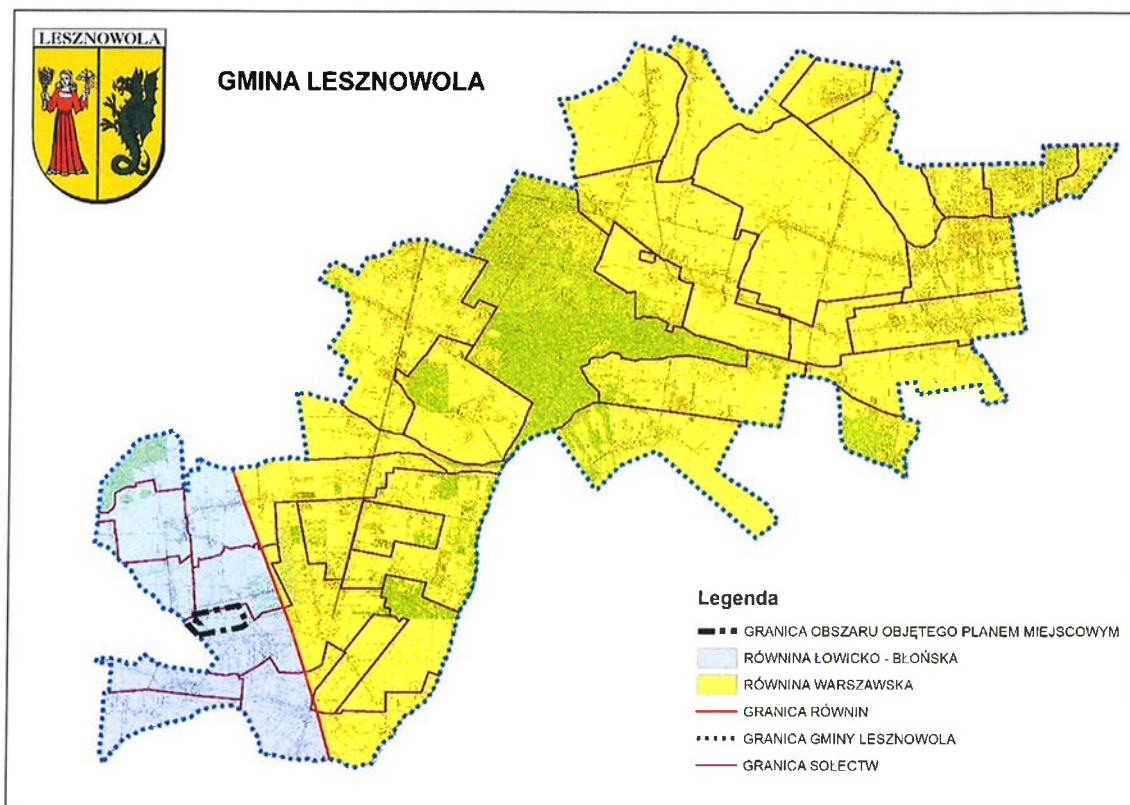 LESZNOWOLA
GMINA LESZNOWOLA
Legenda
GRANICA OBSZARU OBJĘTEGO PLANEM MIEJSCOWYM
RÓWNINA ŁOWICKO - BŁOŃSKA
RÓWNINA WARSZAWSKA
GRANICA RÓWNIN
GRANICA GMINY LESZNOWOLA
GRANICA SOŁECTW